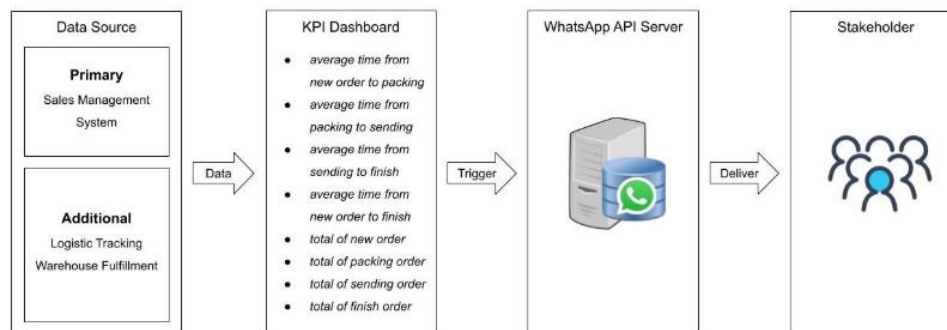 Data Source
Primary
Sales Management
System
Additional
Logistic Tracking
Warehouse Fulfillment
Data
KPI Dashboard
● average time from
new order to packing
● average time from
packing to sending
● average time from
sending to finish
● average time from
new order to finish
● total of new order
● total of packing order
● total of sending order
● total of finish order
Trigger
WhatsApp API Server
Deliver
Stakeholder